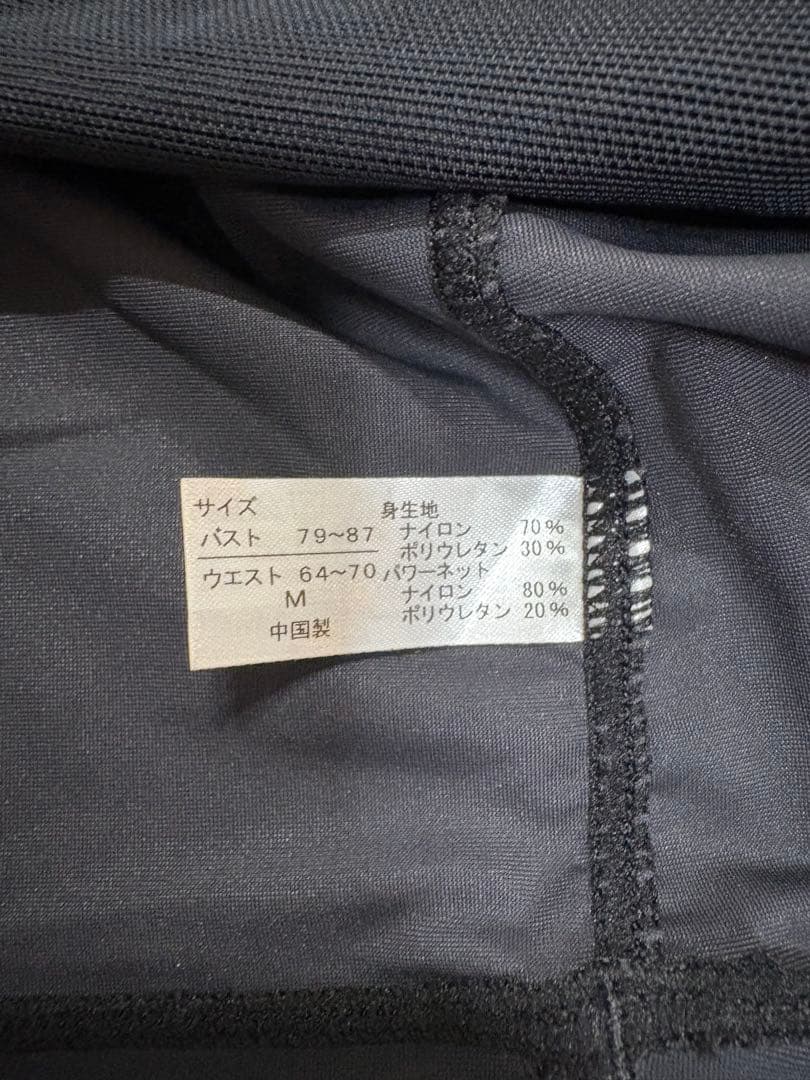 サイズ
バスト 79~87
ウエスト 64~70
M
中国製
身生地
ナイロン 70%
ポリウレタン 30%
パワーネット
ナイロン 80%
ポリウレタン 20%